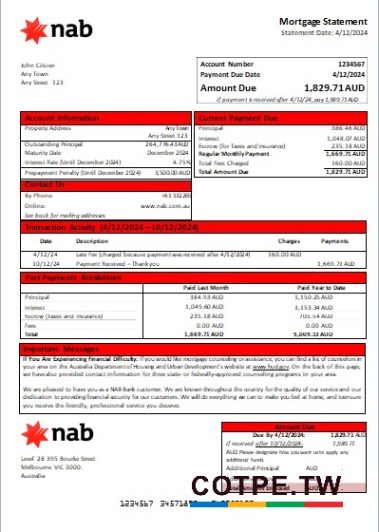 nab
Mortgage Statement
Statement Date: 4/12/2024
John Citizen
Any Town
Any Street 123
Account Number 1234567
Payment Due Date 4/12/2024
Amount Due 1,829.71 AUD
If payment is received after 4/12/24, pay 1,989.71 AUD.
Account Information
Property Address Any Town
Any Street 123
Outstanding Principal 264,776.43 AUD
Maturity Date December 2024
Interest Rate (Until December 2024) 4.75%
Prepayment Penalty (Until December 2024) 3,500.00 AUD
Current Payment Due
Principal 386.46 AUD
Interest 1,048.07 AUD
Escrow (for Taxes and Insurance) 235.18 AUD
Regular Monthly Payment 1,669.71 AUD
Total Fees Charged 160.00 AUD
Total Amount Due 1,829.71 AUD
Contact Us
By Phone: +61 132265
Online: www.nab.com.au
See back for mailing addresses
Transaction Activity (4/12/2024 – 10/12/2024)
Date Description Charges Payments
4/12/24 Late Fee (charged because payment was received after 4/12/2024) 160.00 AUD
10/12/24 Payment Received – Thank you 1,669.71 AUD
Past Payments Breakdown
Paid Last Month Paid Year to Date
Principal 384.93 AUD 1,150.25 AUD
Interest 1,049.60 AUD 3,153.34 AUD
Escrow (Taxes and Insurance) 235.18 AUD 705.54 AUD
Fees 0.00 AUD 0.00 AUD
Total 1,669.71 AUD 5,009.13 AUD
Important Messages
If You Are Experiencing Financial Difficulty: If you would like mortgage counseling or assistance, you can find a list of counselors in
your area on the Australia Department of Housing and Urban Development's website at www.hud.gov. On the back of this page,
we have also provided contact information for three state or federally-approved counseling programs in your area.
We are pleased to have you as a NAB Bank customer. We are known throughout the country for the quality of our service and our
dedication to providing financial security for our customers. We will do everything we can to make you feel at home, and to ensure
you receive the friendly, professional service you deserve.
nab
Level 28 395 Bourke Street
Melbourne VIC 3000.
Australia
Amount Due
Due By 4/12/2024: 1,829.71 AUD
If received after 10/12/2024: 1,989.71
AUD Please designate how you want us to apply any
additional funds.
Additional Principal AUD
AUD
1234567 34571892